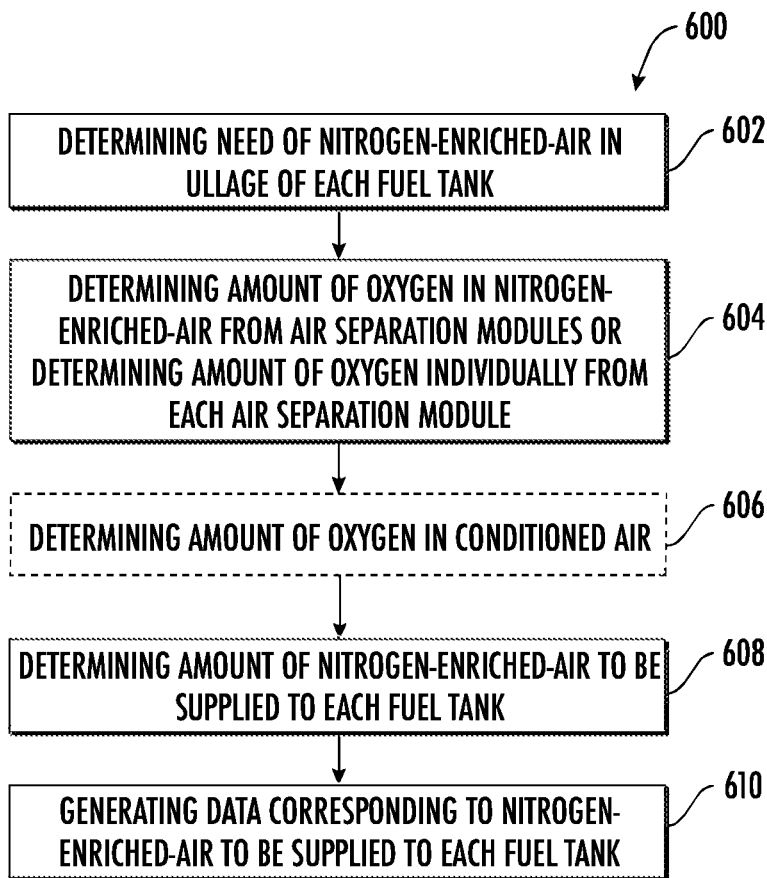 600
DETERMINING NEED OF NITROGEN-ENRICHED-AIR IN
ULLAGE OF EACH FUEL TANK
602
DETERMINING AMOUNT OF OXYGEN IN NITROGEN-
ENRICHED-AIR FROM AIR SEPARATION MODULES OR
DETERMINING AMOUNT OF OXYGEN INDIVIDUALLY FROM
EACH AIR SEPARATION MODULE
604
DETERMINING AMOUNT OF OXYGEN IN CONDITIONED AIR
606
DETERMINING AMOUNT OF NITROGEN-ENRICHED-AIR TO BE
SUPPLIED TO EACH FUEL TANK
608
GENERATING DATA CORRESPONDING TO NITROGEN-
ENRICHED-AIR TO BE SUPPLIED TO EACH FUEL TANK
610